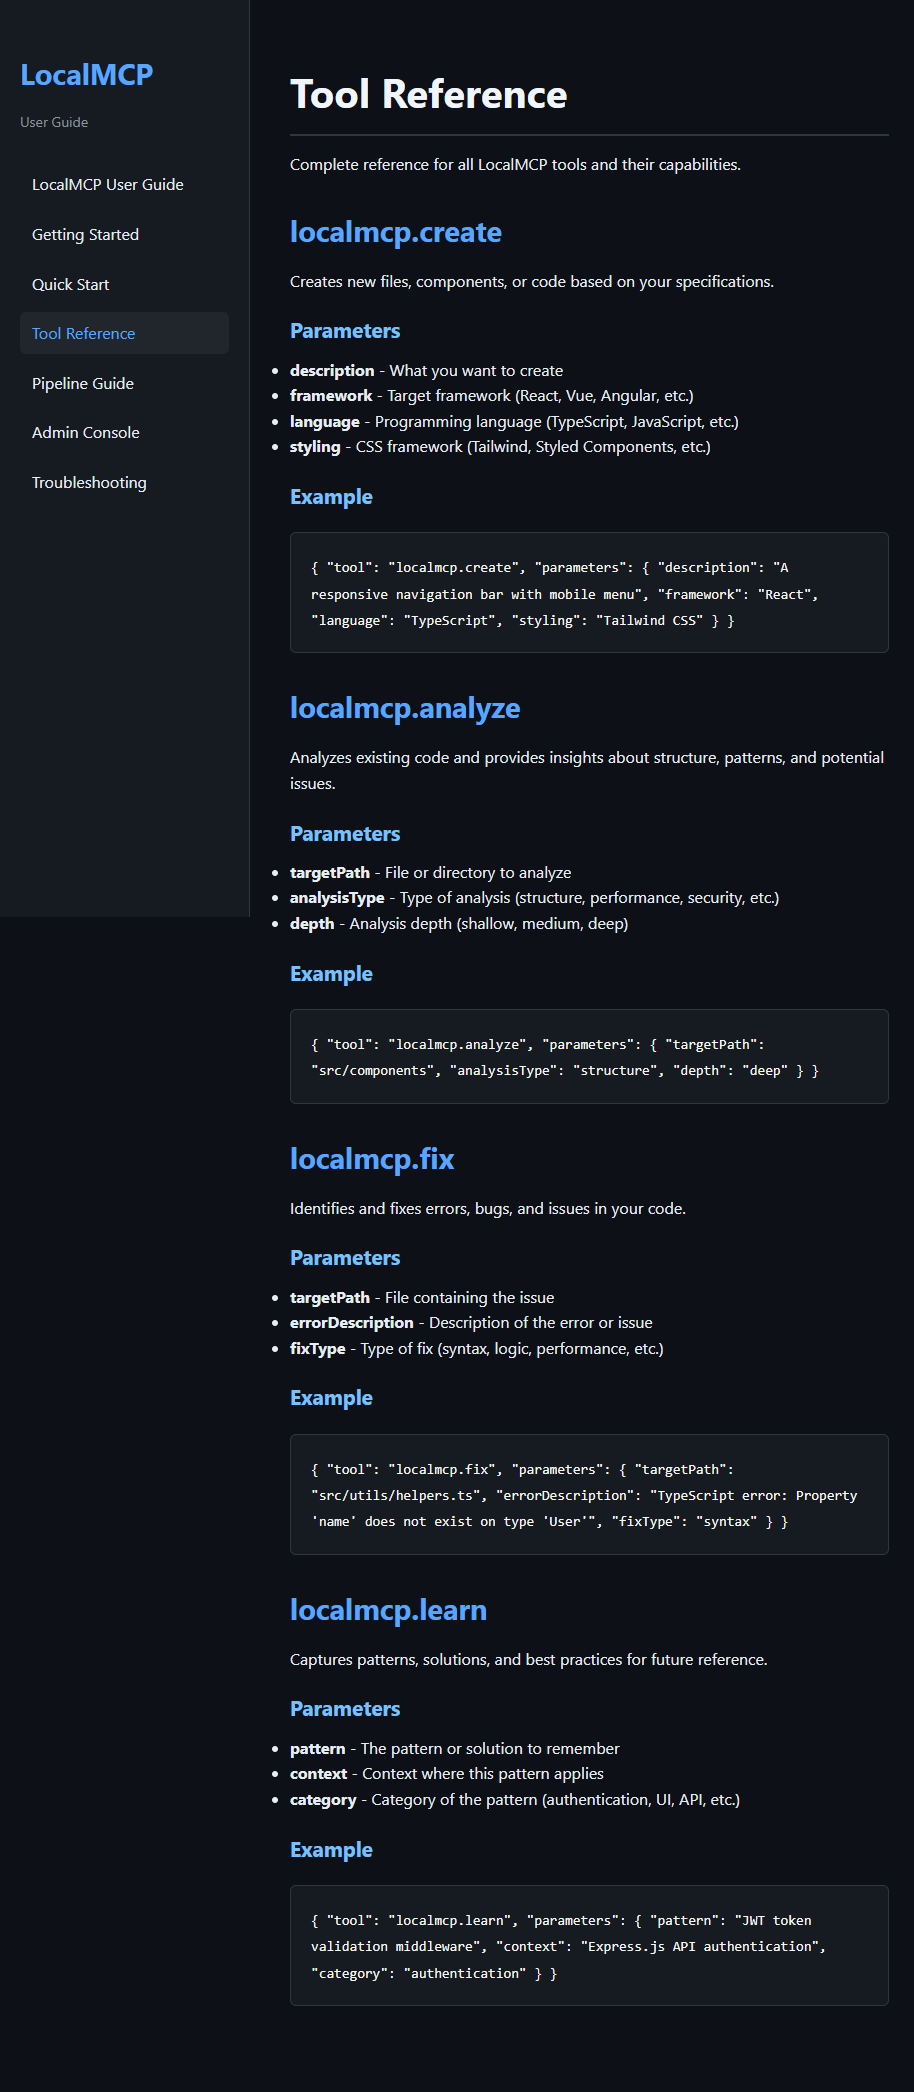 LocalMCP
User Guide
LocalMCP User Guide
Getting Started
Quick Start
Tool Reference
Pipeline Guide
Admin Console
Troubleshooting
Tool Reference
Complete reference for all LocalMCP tools and their capabilities.
localmcp.create
Creates new files, components, or code based on your specifications.
Parameters
• description - What you want to create
• framework - Target framework (React, Vue, Angular, etc.)
• language - Programming language (TypeScript, JavaScript, etc.)
• styling - CSS framework (Tailwind, Styled Components, etc.)
Example
{ "tool": "localmcp.create", "parameters": { "description": "A
responsive navigation bar with mobile menu", "framework": "React",
"language": "TypeScript", "styling": "Tailwind CSS" } }
localmcp.analyze
Analyzes existing code and provides insights about structure, patterns, and potential
issues.
Parameters
• targetPath - File or directory to analyze
• analysisType - Type of analysis (structure, performance, security, etc.)
• depth - Analysis depth (shallow, medium, deep)
Example
{ "tool": "localmcp.analyze", "parameters": { "targetPath":
"src/components", "analysisType": "structure", "depth": "deep" } }
localmcp.fix
Identifies and fixes errors, bugs, and issues in your code.
Parameters
• targetPath - File containing the issue
• errorDescription - Description of the error or issue
• fixType - Type of fix (syntax, logic, performance, etc.)
Example
{ "tool": "localmcp.fix", "parameters": { "targetPath":
"src/utils/helpers.ts", "errorDescription": "TypeScript error: Property
'name' does not exist on type 'User'", "fixType": "syntax" } }
localmcp.learn
Captures patterns, solutions, and best practices for future reference.
Parameters
• pattern - The pattern or solution to remember
• context - Context where this pattern applies
• category - Category of the pattern (authentication, UI, API, etc.)
Example
{ "tool": "localmcp.learn", "parameters": { "pattern": "JWT token
validation middleware", "context": "Express.js API authentication",
"category": "authentication" } }